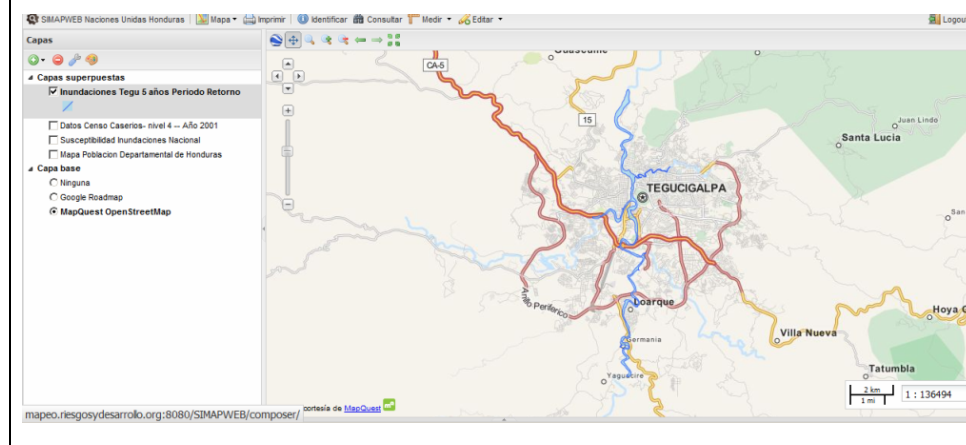 SIMAPWEB Naciones Unidas Honduras Mapa Imprimir Identificar Consultar Medir Editar Logou
Capas
Capas superpuestas
Inundaciones Tegu 5 años Periodo Retorno
Datos Censo Caserios- nivel 4 -- Año 2001
Susceptibilidad Inundaciones Nacional
Mapa Poblacion Departamental de Honduras
Capa base
Ninguna
Google Roadmap
MapQuest OpenStreetMap
CA-5
15
Juan Lindo
Santa Lucia
TEGUCIGALPA
San
Anillo Periferico
Loarque
Hoya G
Villa Nueva
Germania
Tatumbla
Yaguacire
2 km
1 mi
1 : 136494
mapeo.riesgosydesarrollo.org:8080/SIMAPWEB/composer/
cortesía de MapQuest